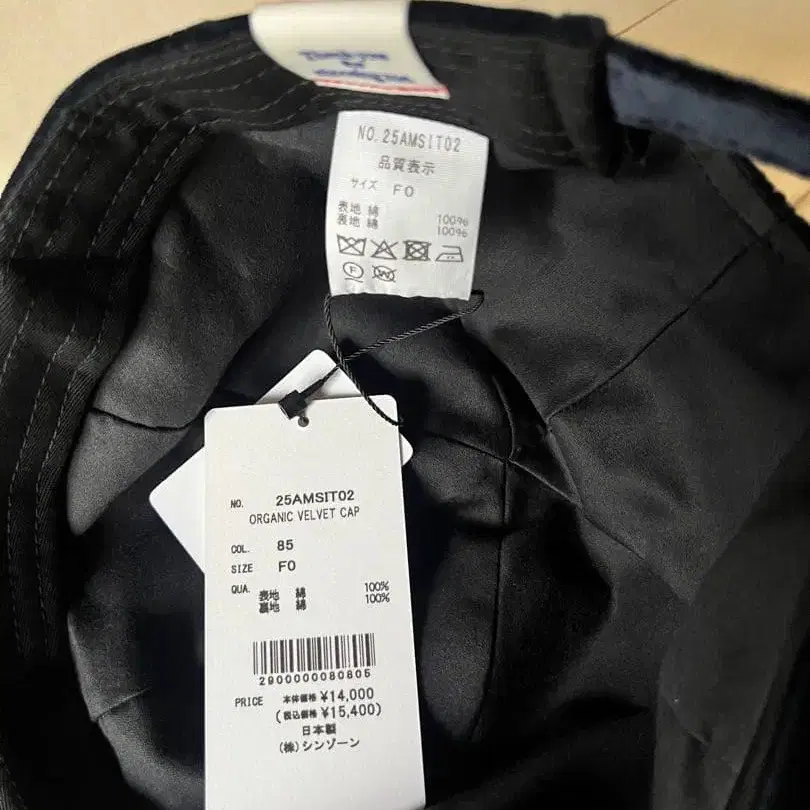 NO. 25AMSIT02
品質表示
サイズ F0
表地 綿 100%
裏地 綿 100%
F
W
NO. 25AMSIT02
ORGANIC VELVET CAP
COL. 85
SIZE F0
QUA. 表地 綿 100%
裏地 綿 100%
2900000080805
PRICE 本体価格 ¥14,000
(税込価格 ¥15,400)
日本製
(株) シンゾーン